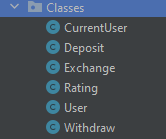 Classes
CurrentUser
Deposit
Exchange
Rating
User
Withdraw